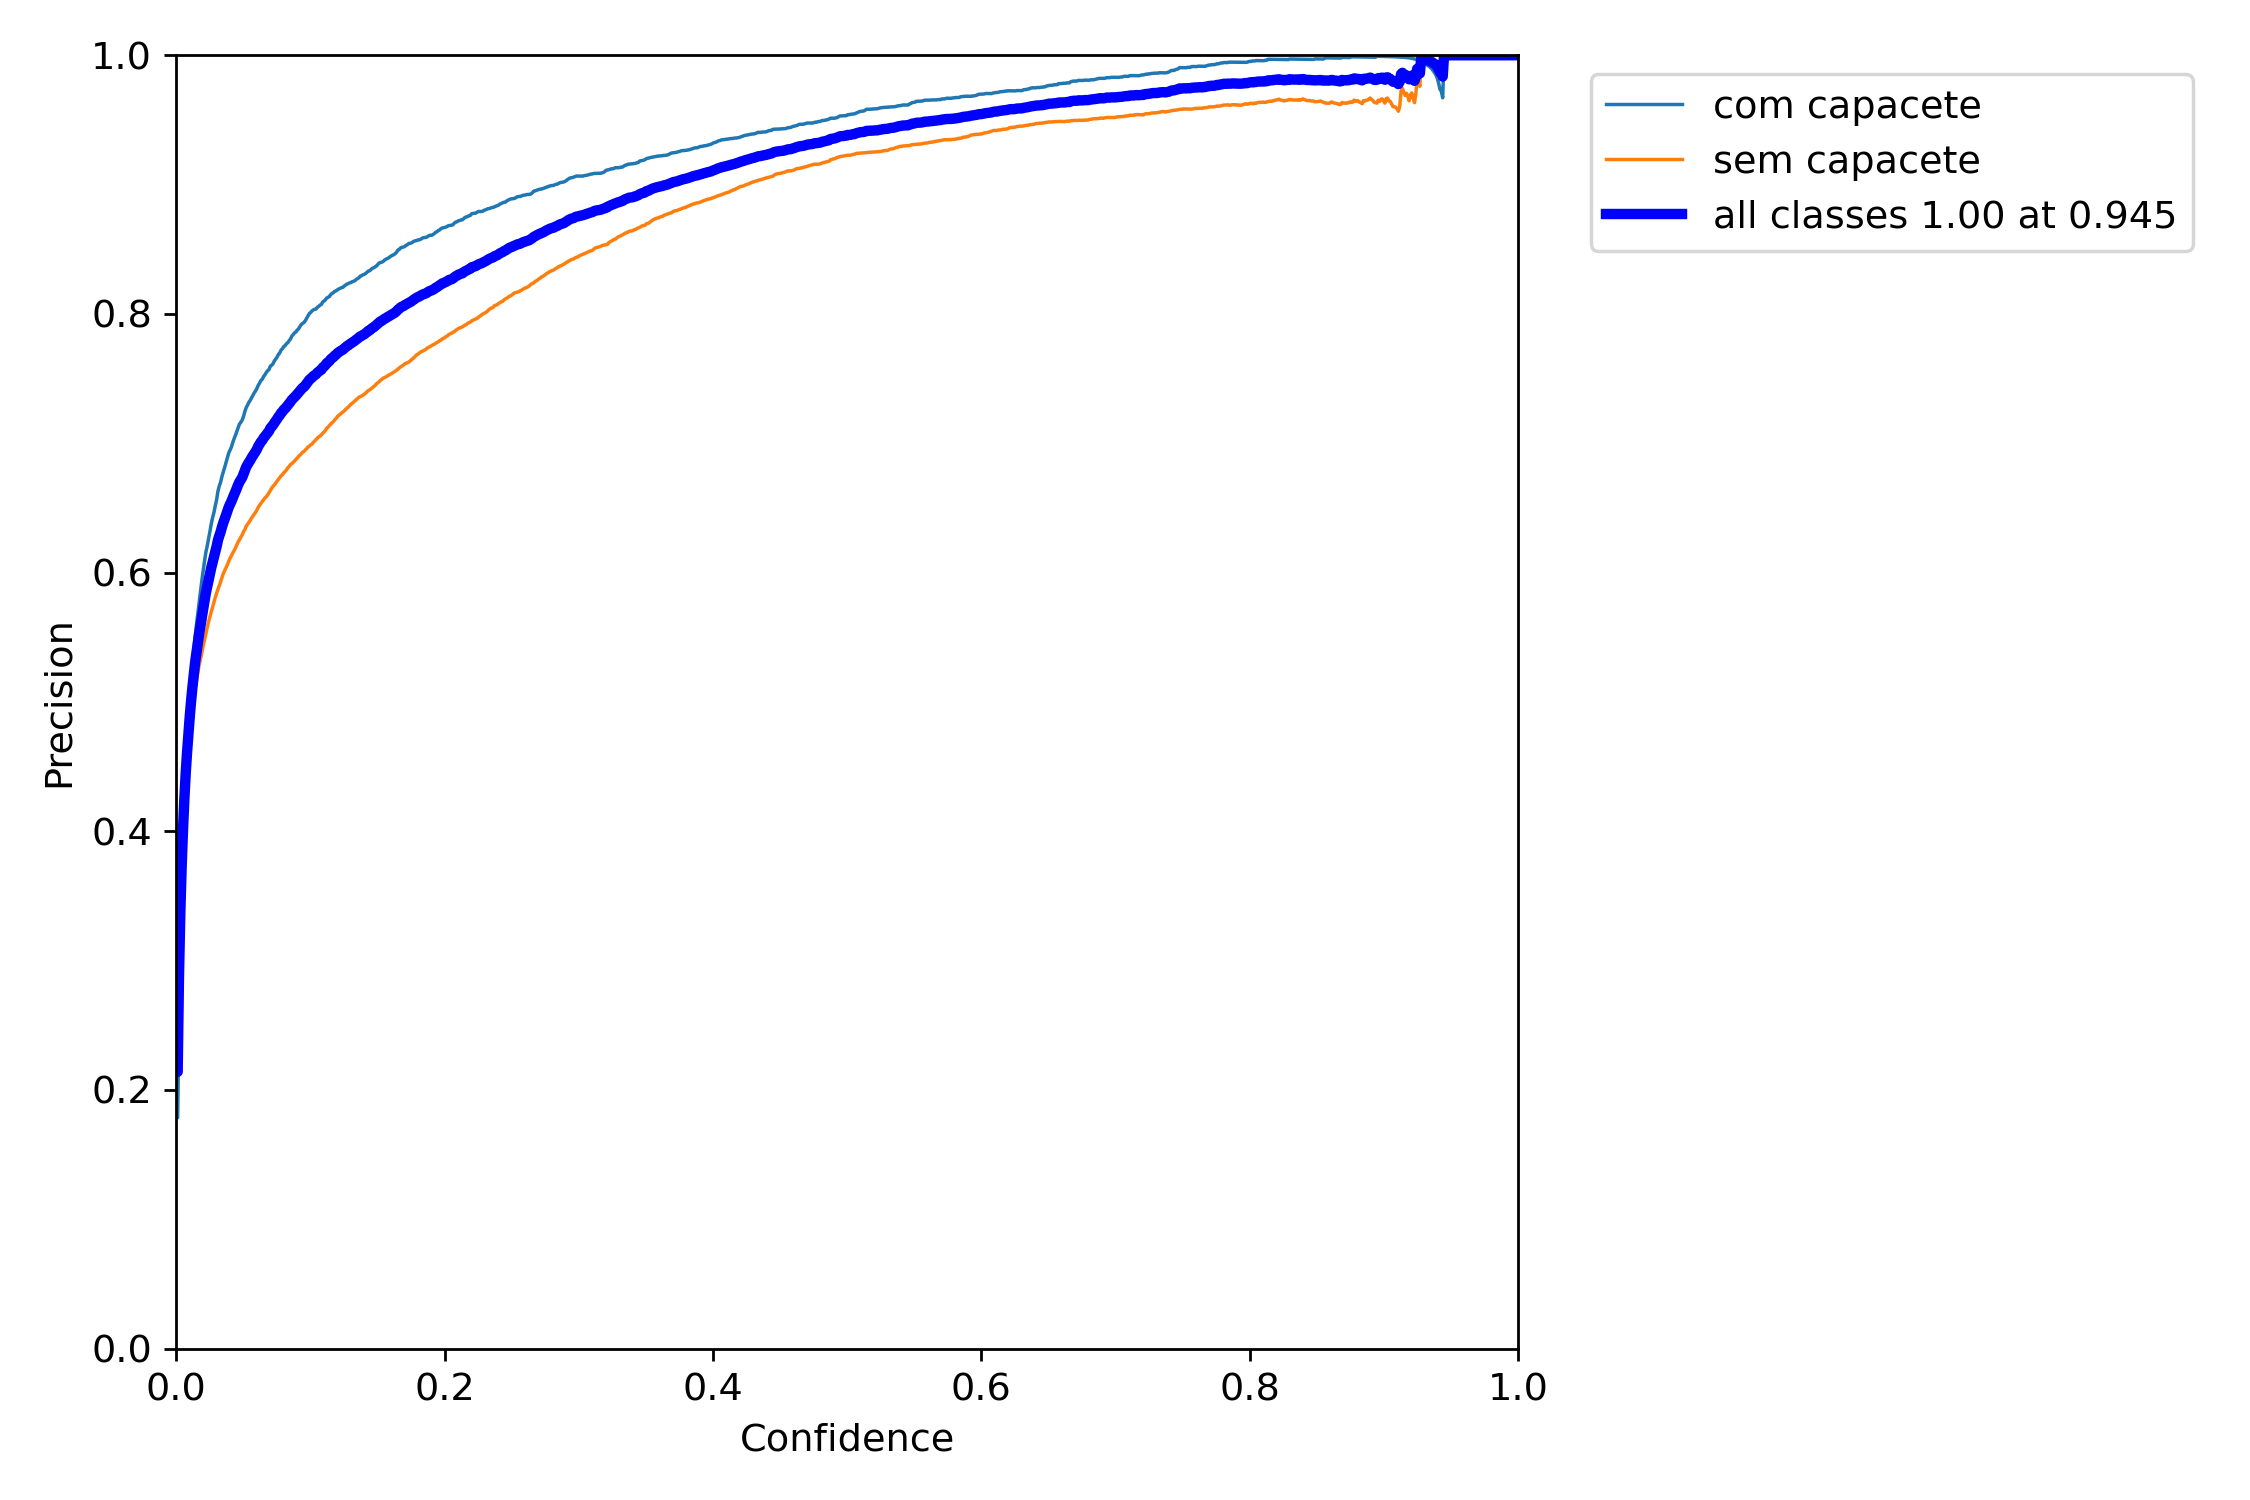 1.0
0.8
0.6
0.4
0.2
0.0
Precision
0.0 0.2 0.4 0.6 0.8 1.0
Confidence
com capacete
sem capacete
all classes 1.00 at 0.945